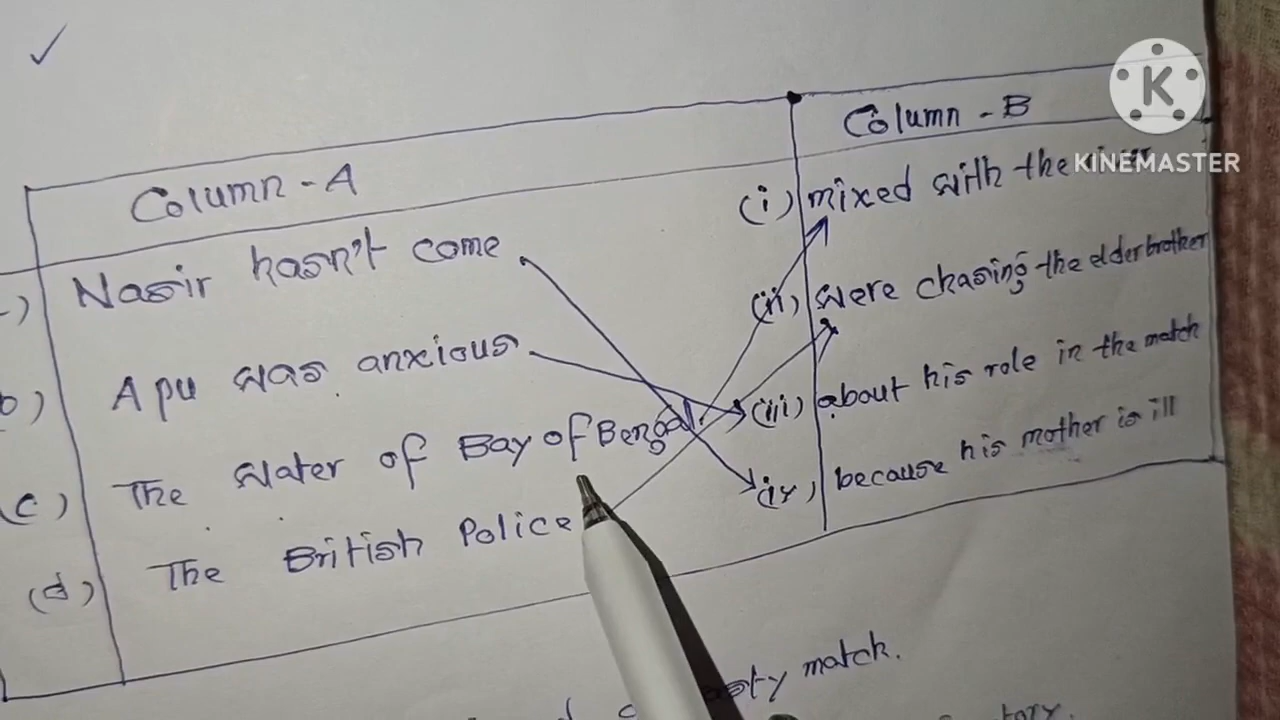 Column - A
Column - B
a) Nasir hasn't come
(i) mixed with the
b) Apu was anxious
(ii) were chasing the elder brother
(c) The water of Bay of Bengal.
(iii) about his role in the match
(d) The British Police
(iv) because his mother is ill
match.
K
KINEMASTER